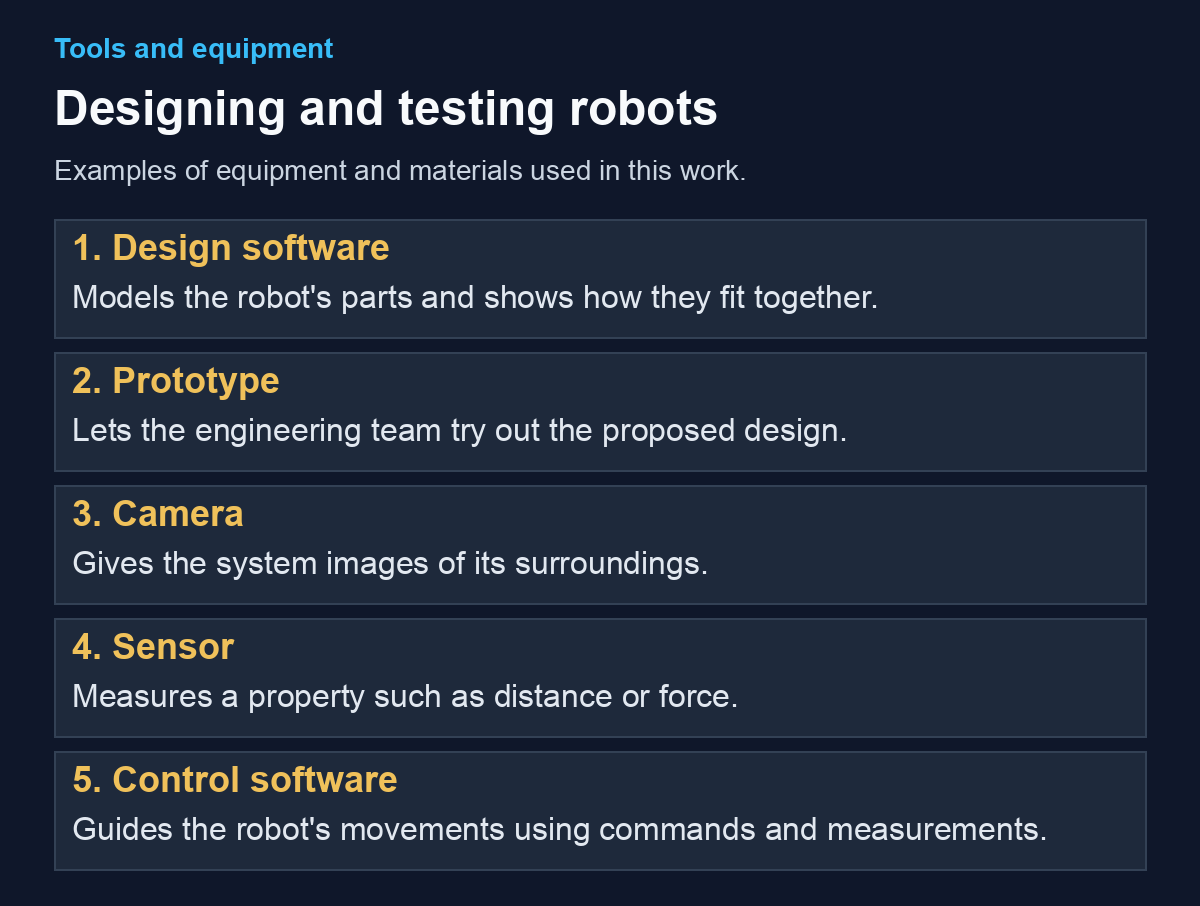 Tools and equipment
Designing and testing robots
Examples of equipment and materials used in this work.
1. Design software
Models the robot's parts and shows how they fit together.
2. Prototype
Lets the engineering team try out the proposed design.
3. Camera
Gives the system images of its surroundings.
4. Sensor
Measures a property such as distance or force.
5. Control software
Guides the robot's movements using commands and measurements.